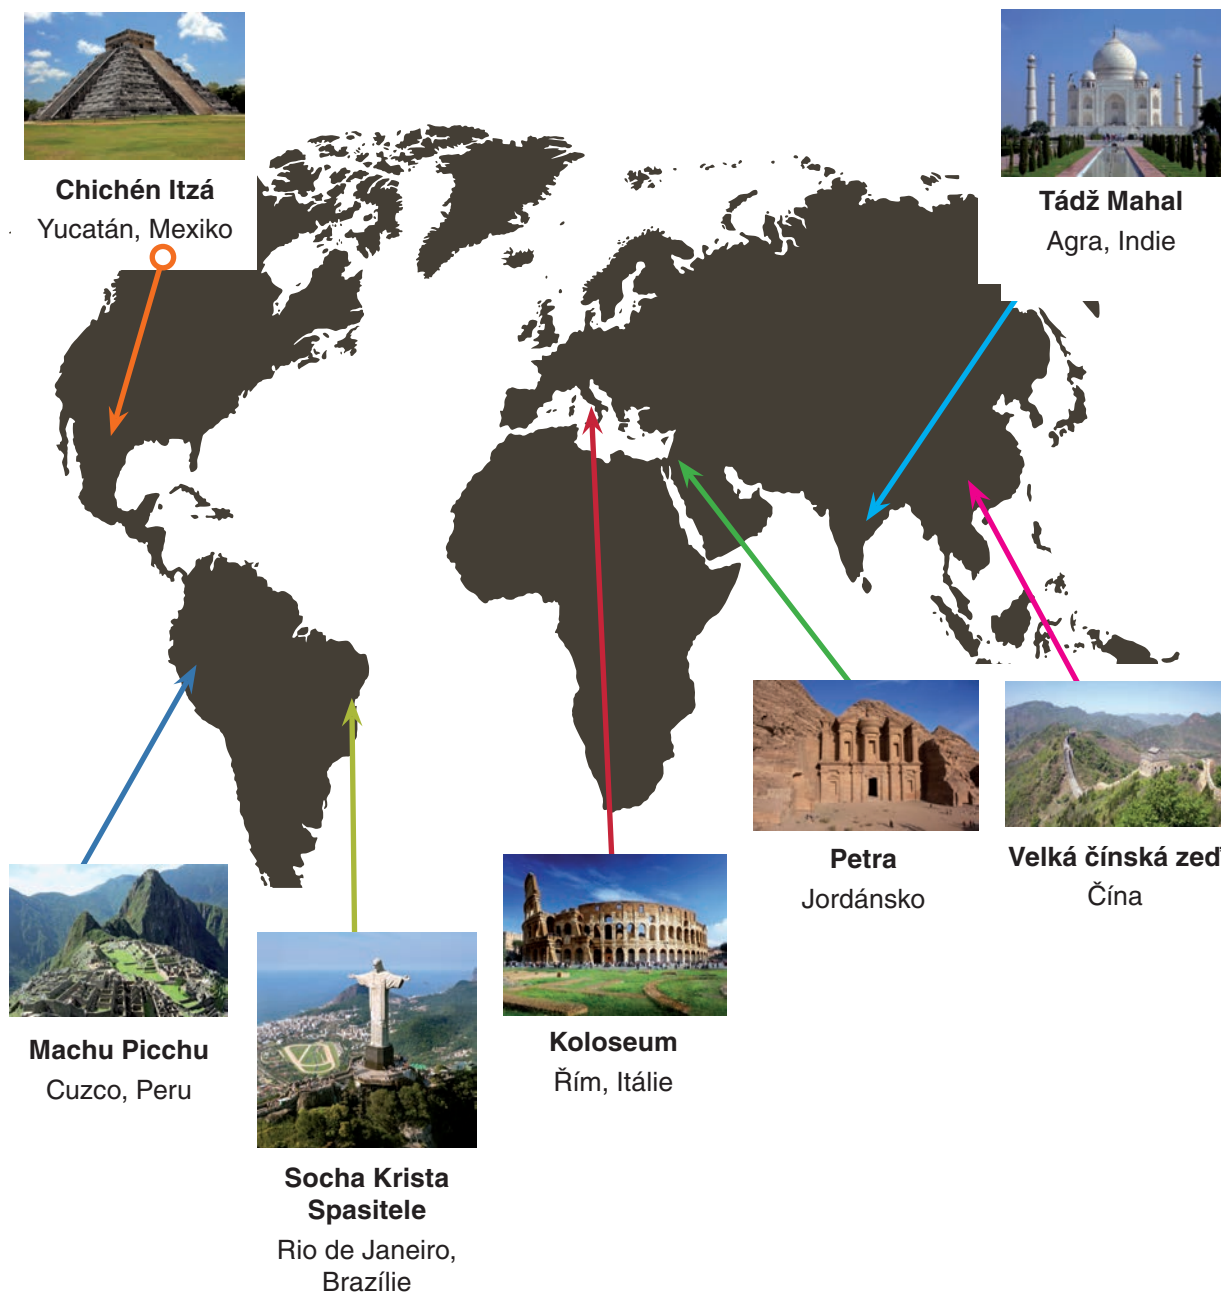 Chichén Itzá
Yucatán, Mexiko
Tádž Mahal
Agra, Indie
Petra
Jordánsko
Velká čínská zeď
Čína
Machu Picchu
Cuzco, Peru
Koloseum
Řím, Itálie
Socha Krista
Spasitele
Rio de Janeiro,
Brazílie